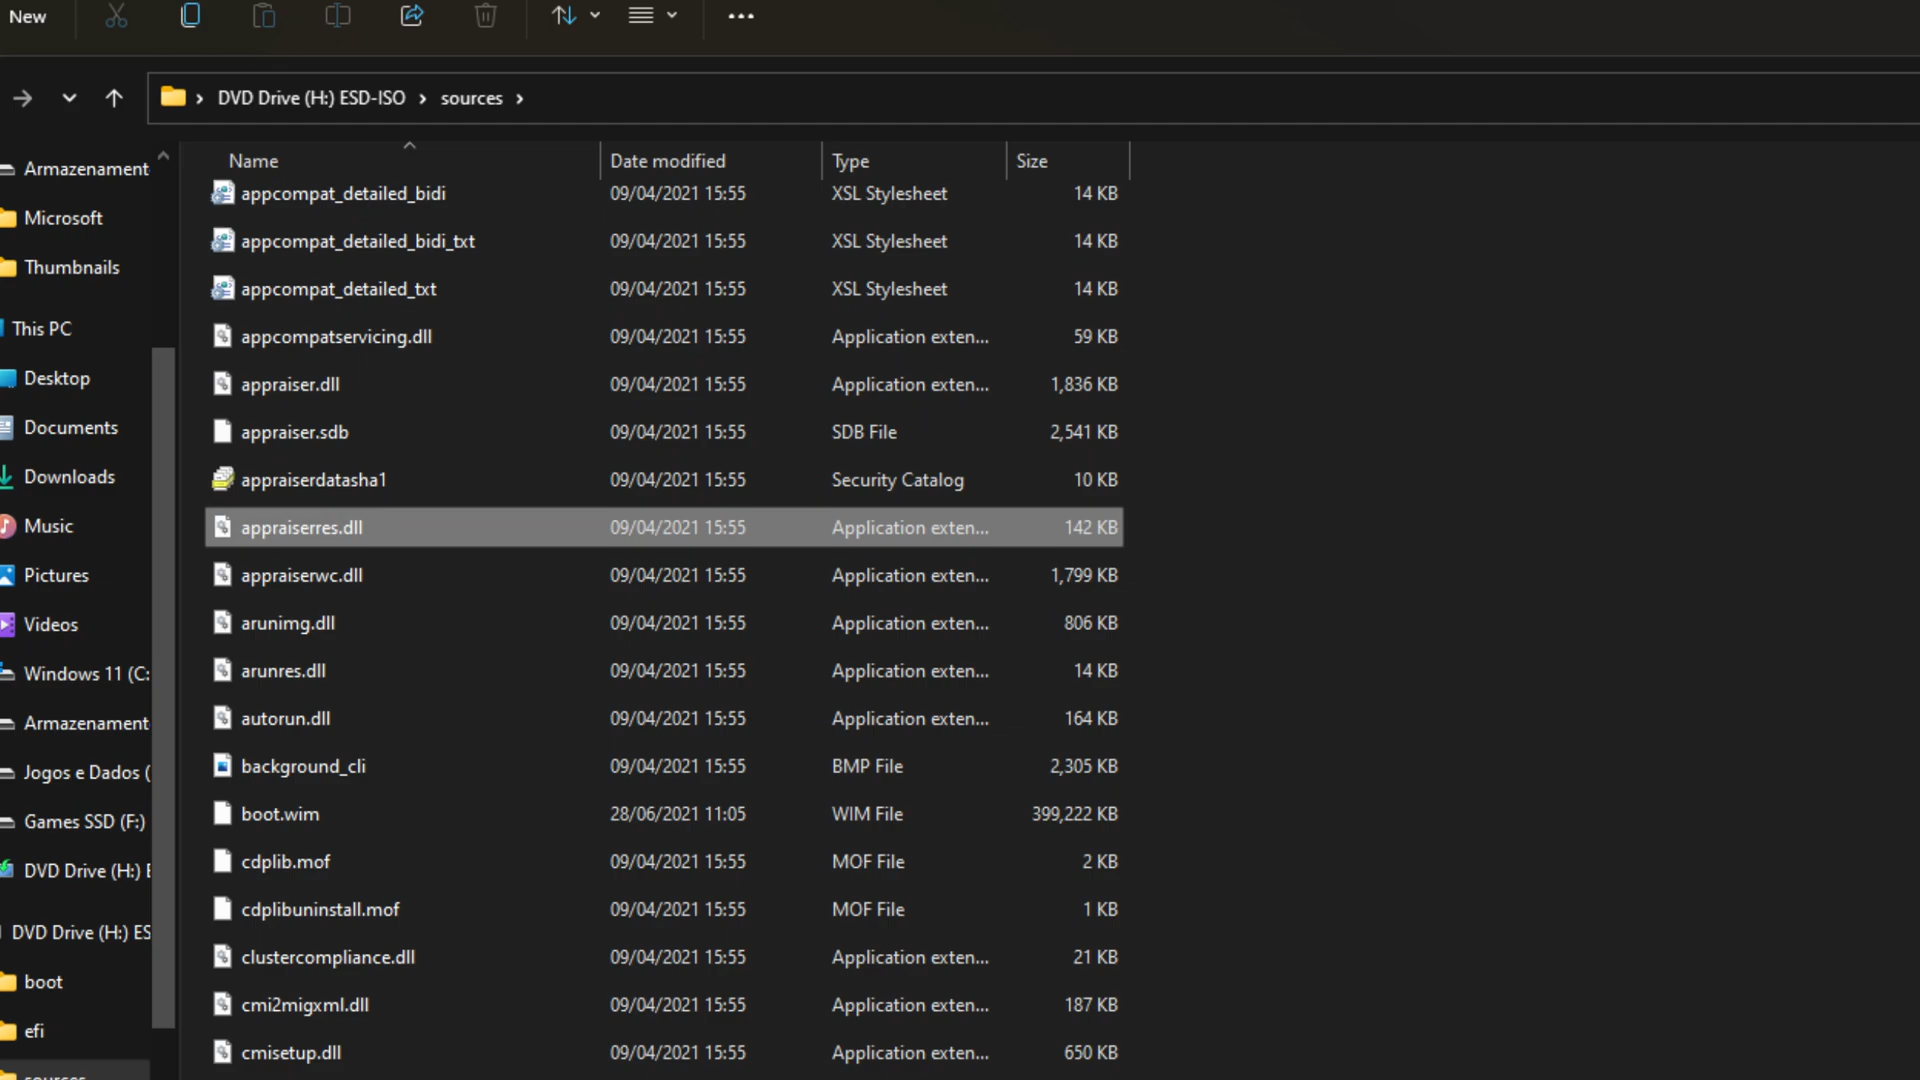 New
DVD Drive (H:) ESD-ISO
sources
Armazenament
Microsoft
Thumbnails
This PC
Desktop
Documents
Downloads
Music
Pictures
Videos
Windows 11 (C:
Armazenament
Jogos e Dados (
Games SSD (F:)
DVD Drive (H:) E
DVD Drive (H:) ES
boot
efi
sources
Name Date modified Type Size
appcompat_detailed_bidi 09/04/2021 15:55 XSL Stylesheet 14 KB
appcompat_detailed_bidi_txt 09/04/2021 15:55 XSL Stylesheet 14 KB
appcompat_detailed_txt 09/04/2021 15:55 XSL Stylesheet 14 KB
appcompatservicing.dll 09/04/2021 15:55 Application exten... 59 KB
appraiser.dll 09/04/2021 15:55 Application exten... 1,836 KB
appraiser.sdb 09/04/2021 15:55 SDB File 2,541 KB
appraiserdatasha1 09/04/2021 15:55 Security Catalog 10 KB
appraiserres.dll 09/04/2021 15:55 Application exten... 142 KB
appraiserwc.dll 09/04/2021 15:55 Application exten... 1,799 KB
arunimg.dll 09/04/2021 15:55 Application exten... 806 KB
arunres.dll 09/04/2021 15:55 Application exten... 14 KB
autorun.dll 09/04/2021 15:55 Application exten... 164 KB
background_cli 09/04/2021 15:55 BMP File 2,305 KB
boot.wim 28/06/2021 11:05 WIM File 399,222 KB
cdplib.mof 09/04/2021 15:55 MOF File 2 KB
cdplibuninstall.mof 09/04/2021 15:55 MOF File 1 KB
clustercompliance.dll 09/04/2021 15:55 Application exten... 21 KB
cmi2migxml.dll 09/04/2021 15:55 Application exten... 187 KB
cmisetup.dll 09/04/2021 15:55 Application exten... 650 KB